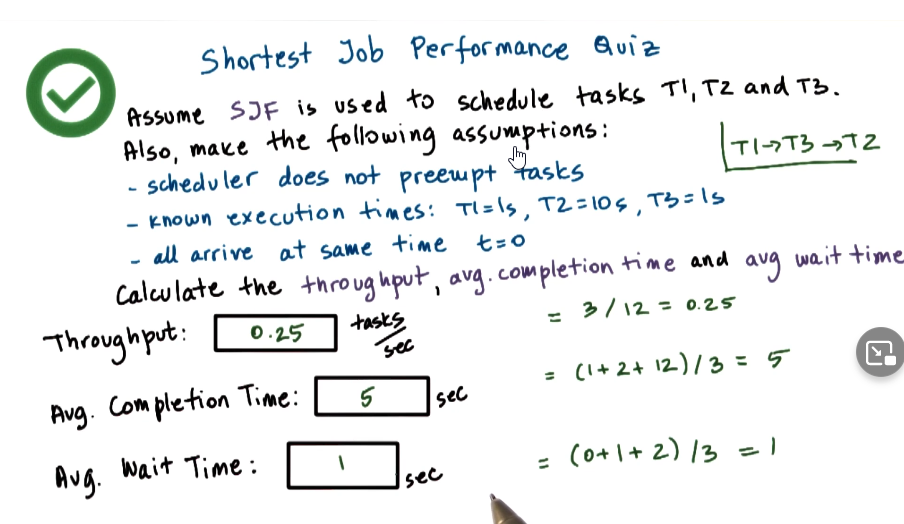 Shortest Job Performance Quiz
Assume SJF is used to schedule tasks T1, T2 and T3.
Also, make the following assumptions:
- scheduler does not preempt tasks
- known execution times: T1=1s, T2=10s, T3=1s
- all arrive at same time t=0
T1→T3→T2
Calculate the throughput, avg. completion time and avg wait time
Throughput: 0.25 tasks/sec = 3/12 = 0.25
Avg. Completion Time: 5 sec = (1+2+12)/3 = 5
Avg. Wait Time: 1 sec = (0+1+2)/3 = 1